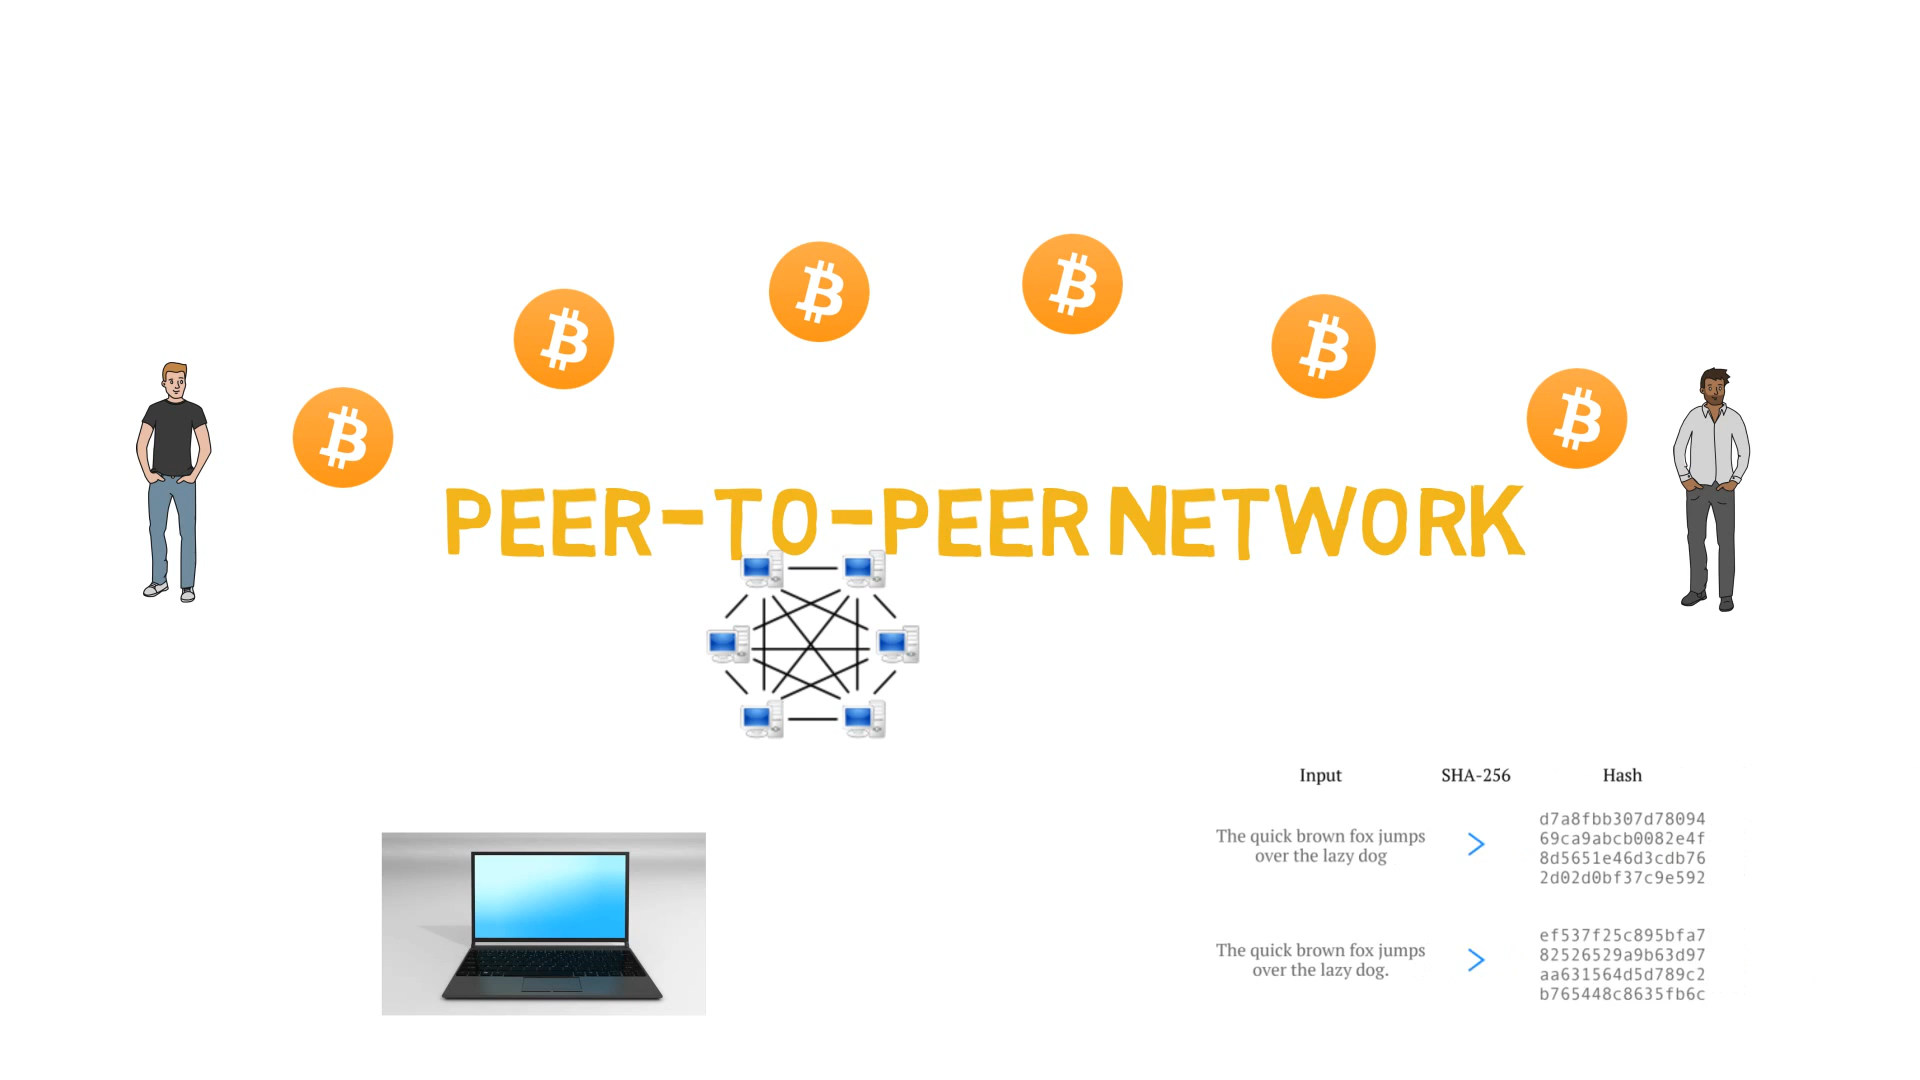 PEER-TO-PEER NETWORK
Input SHA-256 Hash
The quick brown fox jumps
over the lazy dog
>
d7a8fbb307d78094
69ca9abcb0082e4f
8d5651e46d3cdb76
2d02d0bf37c9e592
The quick brown fox jumps
over the lazy dog.
>
ef537f25c895bfa7
82526529a9b63d97
aa631564d5d789c2
b765448c8635fb6c